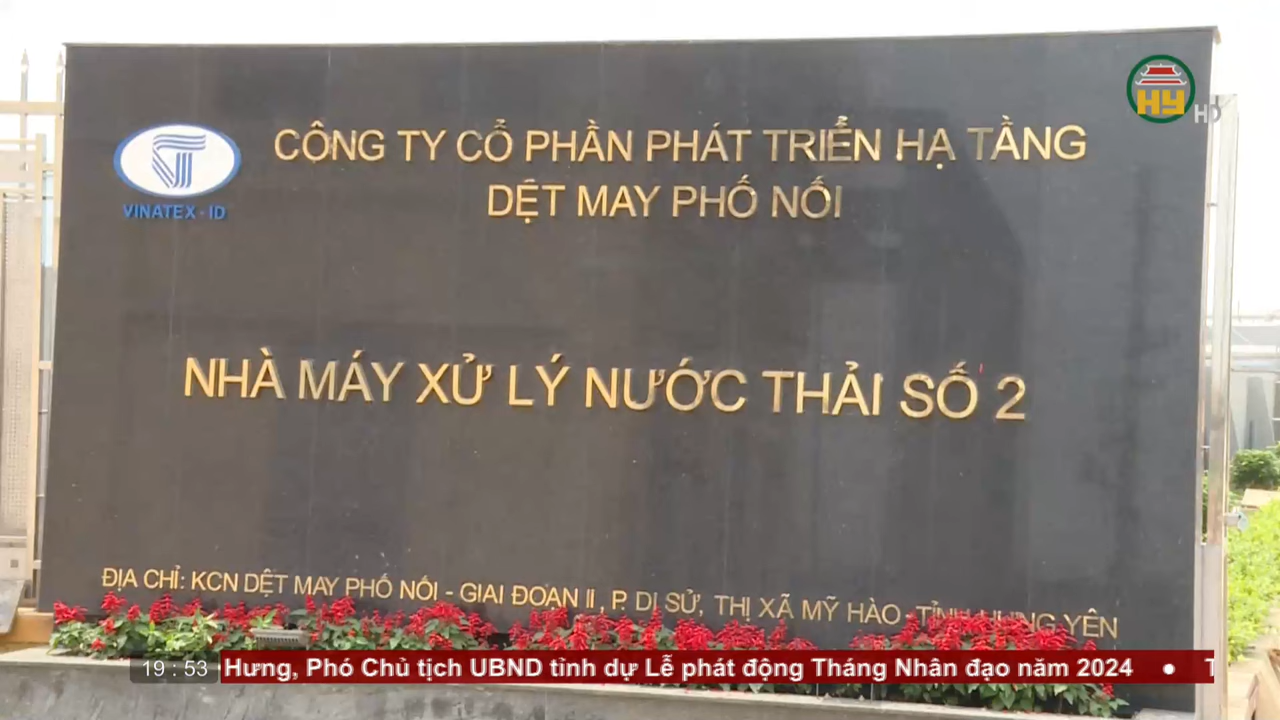 HY HD
CÔNG TY CỔ PHẦN PHÁT TRIỂN HẠ TẦNG
DỆT MAY PHỐ NỐI
VINATEX - ID
NHÀ MÁY XỬ LÝ NƯỚC THẢI SỐ 2
ĐỊA CHỈ: KCN DỆT MAY PHỐ NỐI - GIAI ĐOẠN II, P. DỊ SỬ, THỊ XÃ MỸ HÀO - TỈNH HƯNG YÊN
19 : 53 Hưng, Phó Chủ tịch UBND tỉnh dự Lễ phát động Tháng Nhân đạo năm 2024 ●